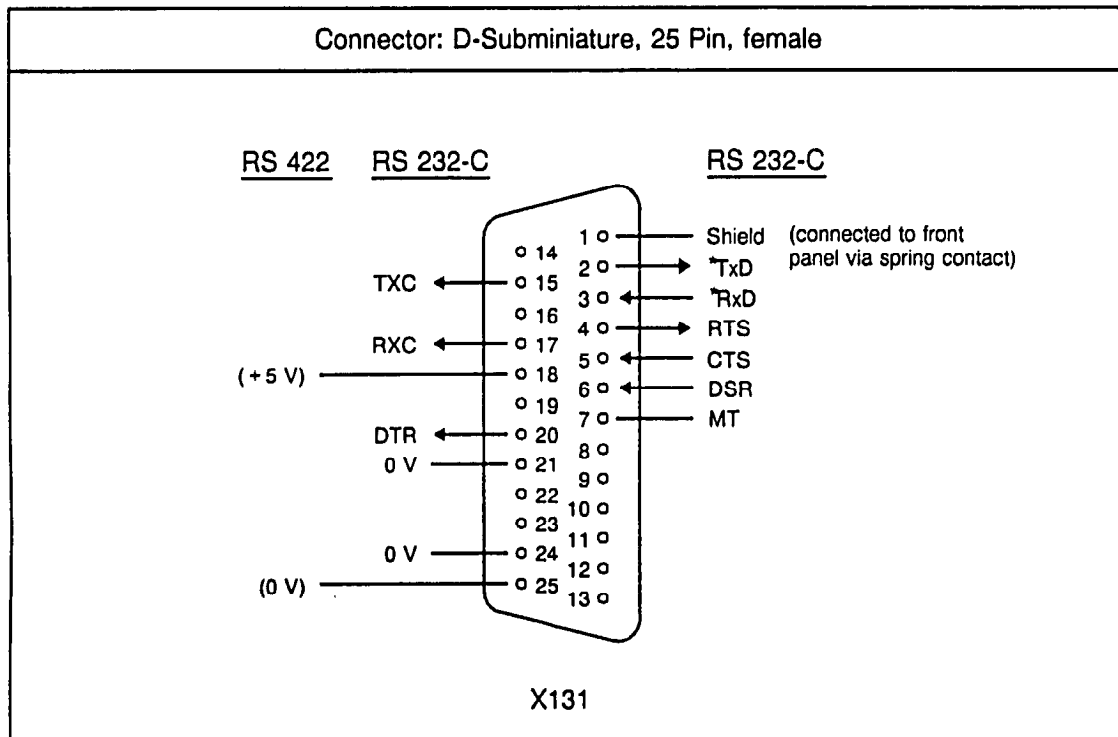 Connector: D-Subminiature, 25 Pin, female
RS 422 RS 232-C RS 232-C
1 Shield (connected to front
panel via spring contact)
14
2 *TxD
TXC 15
3 *RxD
16
4 RTS
RXC 17
5 CTS
(+5 V) 18
6 DSR
19
7 MT
DTR 20
8
0 V 21
9
22
10
23
11
0 V 24
12
(0 V) 25
13
X131